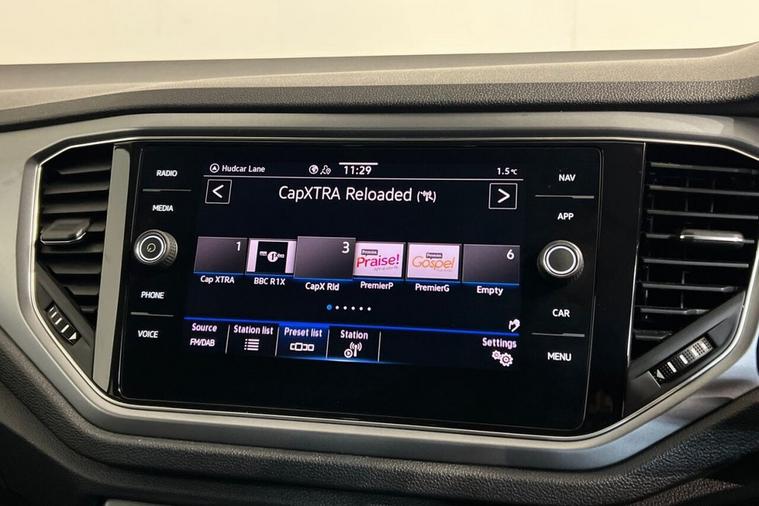 RADIO
MEDIA
PHONE
VOICE
Hudcar Lane 11:29 1.5°C
CapXTRA Reloaded
1 3 6
Praise! Gospel
Cap XTRA BBC R1X CapX Rld PremierP PremierG Empty
Source Station list Preset list Station Settings
FM/DAB
NAV
APP
CAR
MENU